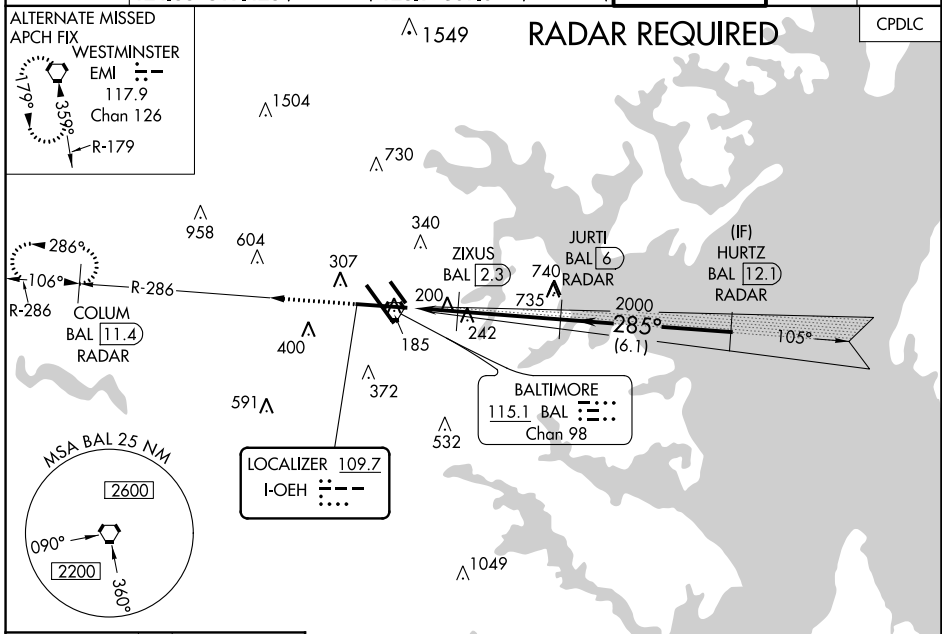 ALTERNATE MISSED
APCH FIX
WESTMINSTER
EMI
117.9
Chan 126
179°
359°
R-179
1549
RADAR REQUIRED
CPDLC
1504
730
958
604
340
307
ZIXUS
BAL 2.3
JURTI
BAL 6
RADAR
(IF)
HURTZ
BAL 12.1
RADAR
286°
106°
R-286
R-286
COLUM
BAL 11.4
RADAR
200
740
735
2000
285°
(6.1)
105°
400
185
242
372
591
532
BALTIMORE
115.1 BAL
Chan 98
LOCALIZER 109.7
I-OEH
MSA BAL 25 NM
2600
090°
2200
360°
1049